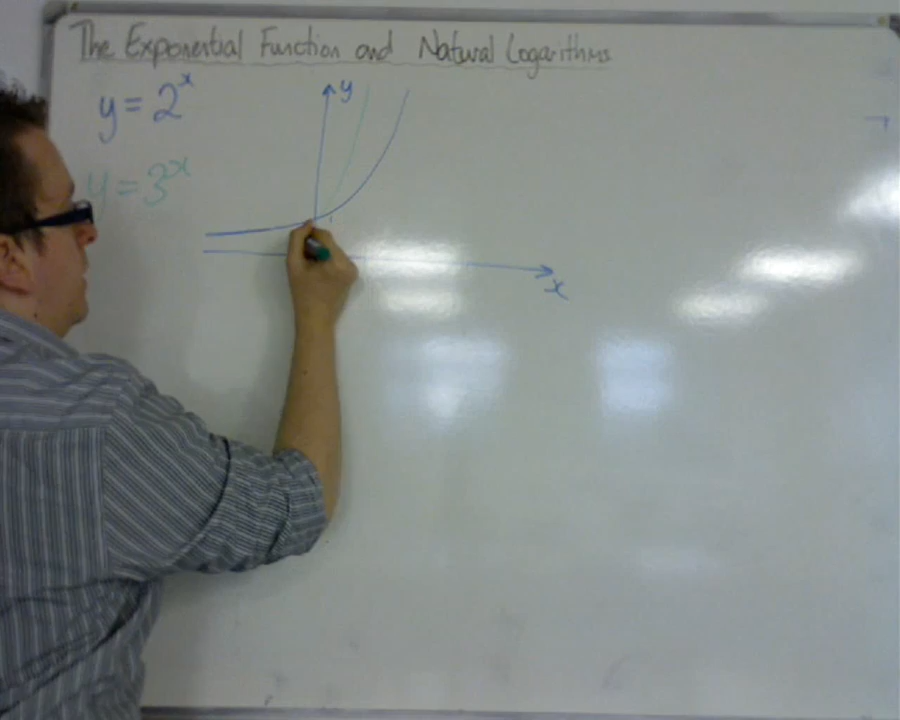 The Exponential Function and Natural Logarithms
y = 2^x
y
y = 3^x
x